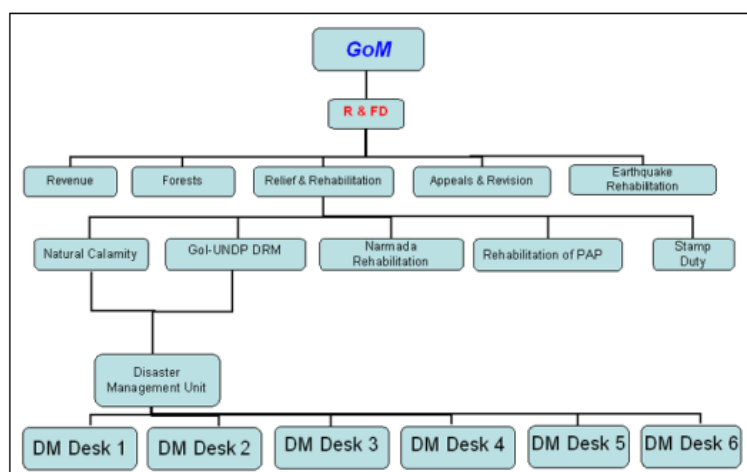 GoM
R & FD
Revenue
Forests
Relief & Rehabilitation
Appeals & Revision
Earthquake
Rehabilitation
Natural Calamity
GoI-UNDP DRM
Narmada
Rehabilitation
Rehabilitation of PAP
Stamp
Duty
Disaster
Management Unit
DM Desk 1
DM Desk 2
DM Desk 3
DM Desk 4
DM Desk 5
DM Desk 6